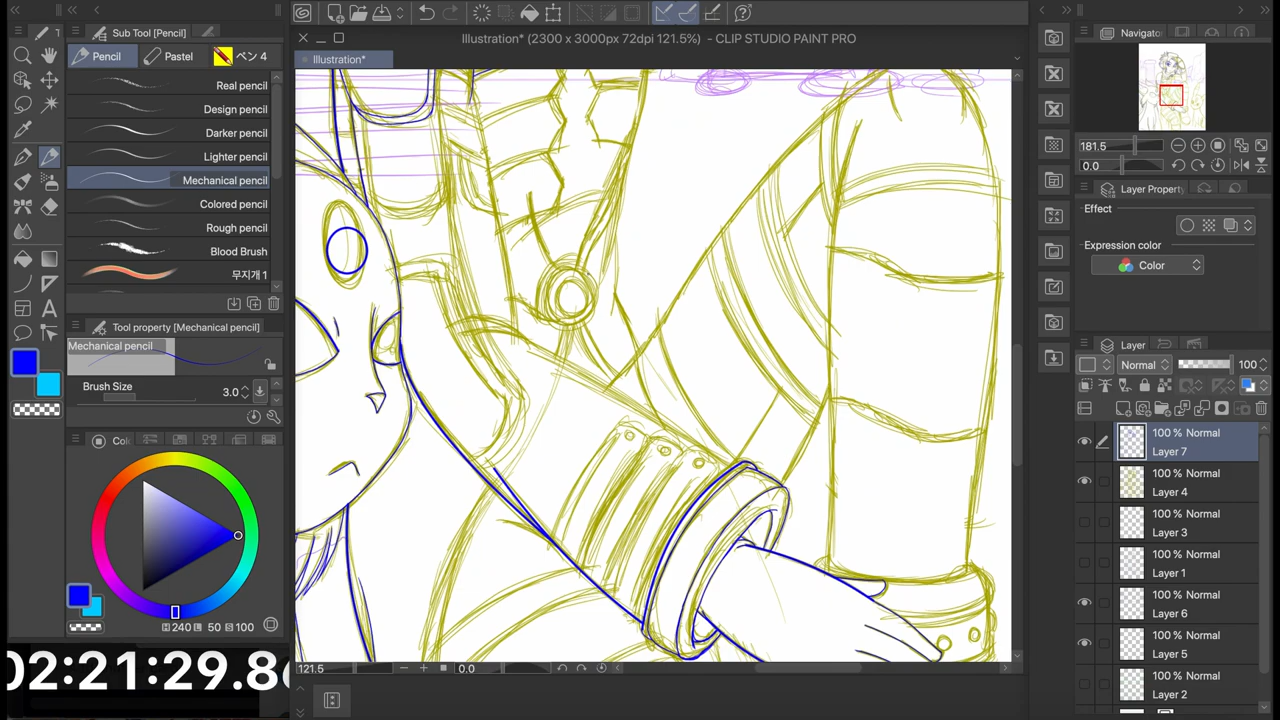 Illustration* (2300 x 3000px 72dpi 121.5%) - CLIP STUDIO PAINT PRO
Illustration*
Sub Tool [Pencil]
Pencil
Pastel
ペン 4
Real pencil
Design pencil
Darker pencil
Lighter pencil
Mechanical pencil
Colored pencil
Rough pencil
Blood Brush
무지개 1
Tool property [Mechanical pencil]
Mechanical pencil
Brush Size
3.0
H 240 L 50 S 100
02:21:29.8
121.5
0.0
Navigator
181.5
0.0
Layer Property
Effect
Expression color
Color
Layer
Normal
100
100 % Normal
Layer 7
100 % Normal
Layer 4
100 % Normal
Layer 3
100 % Normal
Layer 1
100 % Normal
Layer 6
100 % Normal
Layer 5
100 % Normal
Layer 2